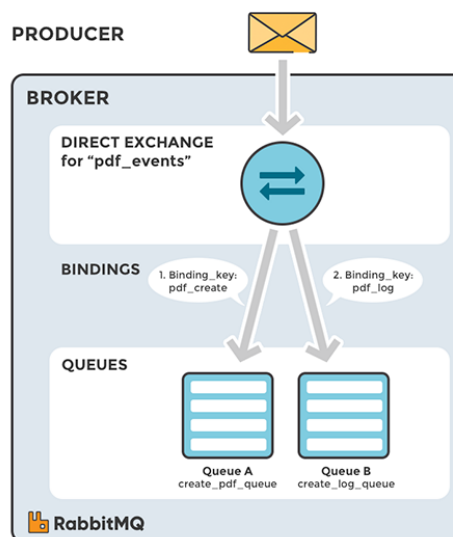 PRODUCER
BROKER
DIRECT EXCHANGE
for “pdf_events”
BINDINGS
1. Binding_key:
pdf_create
2. Binding_key:
pdf_log
QUEUES
Queue A
create_pdf_queue
Queue B
create_log_queue
RabbitMQ